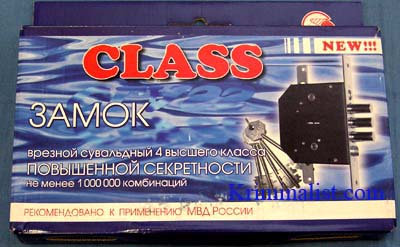 NEW!!!
CLASS
ЗАМОК
врезной сувальдный 4 высшего класса
ПОВЫШЕННОЙ СЕКРЕТНОСТИ
не менее 1 000 000 комбинаций
Krimmalist.com
РЕКОМЕНДОВАНО К ПРИМЕНЕНИЮ МВД РОССИИ